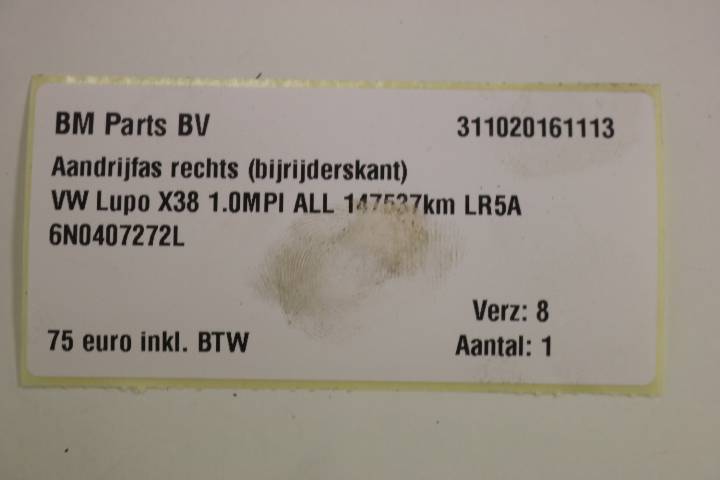 BM Parts BV 311020161113
Aandrijfas rechts (bijrijderskant)
VW Lupo X38 1.0MPI ALL 147537km LR5A
6N0407272L
Verz: 8
75 euro inkl. BTW Aantal: 1